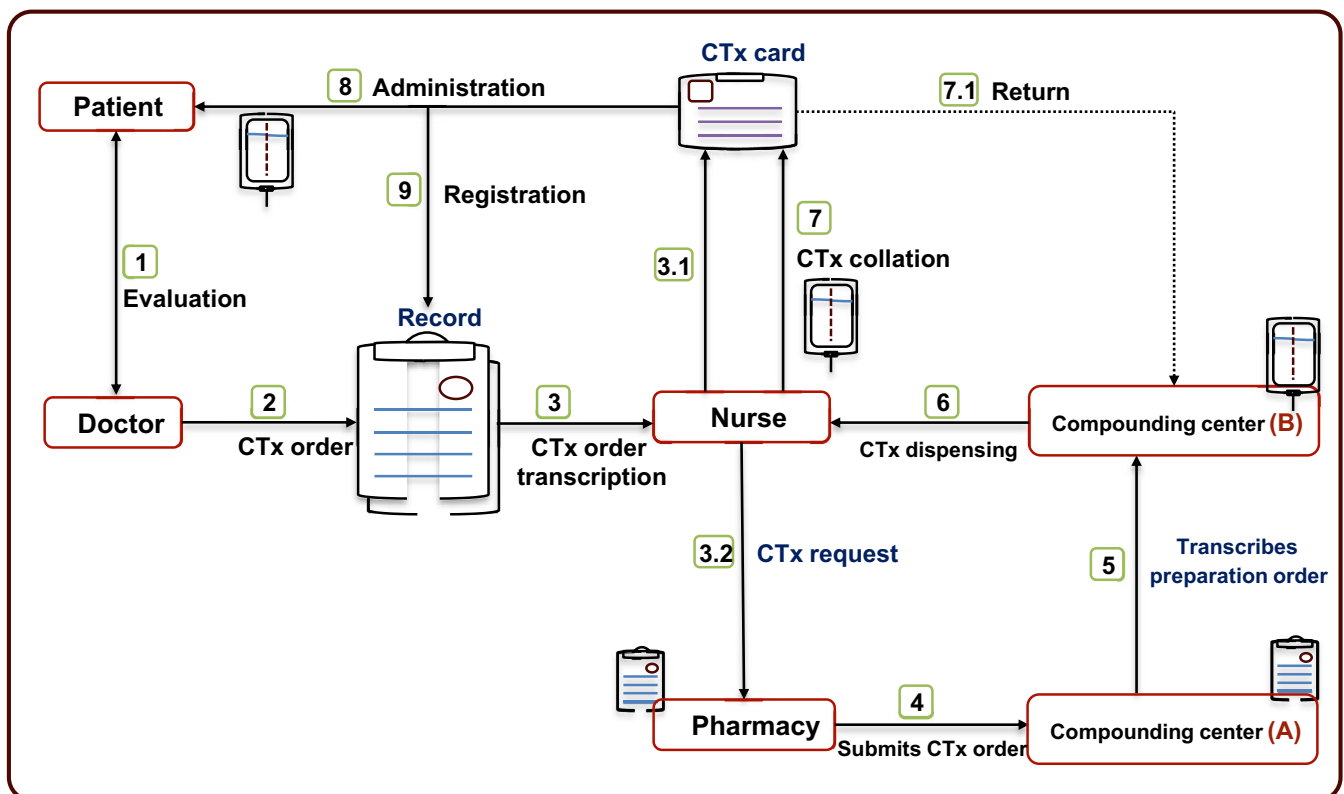 CTx card
8 Administration
7.1 Return
Patient
9 Registration
7
CTx collation
3.1
1
Evaluation
Record
Doctor
2
CTx order
3
CTx order
transcription
Nurse
6
CTx dispensing
Compounding center (B)
3.2 CTx request
5
Transcribes
preparation order
Pharmacy
4
Submits CTx order
Compounding center (A)